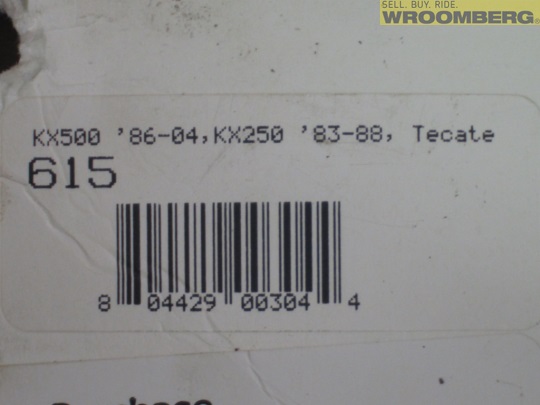 SELL. BUY. RIDE.
WROOMBERG®
KX500 '86-04,KX250 '83-88, Tecate
615
8 04429 00304 4